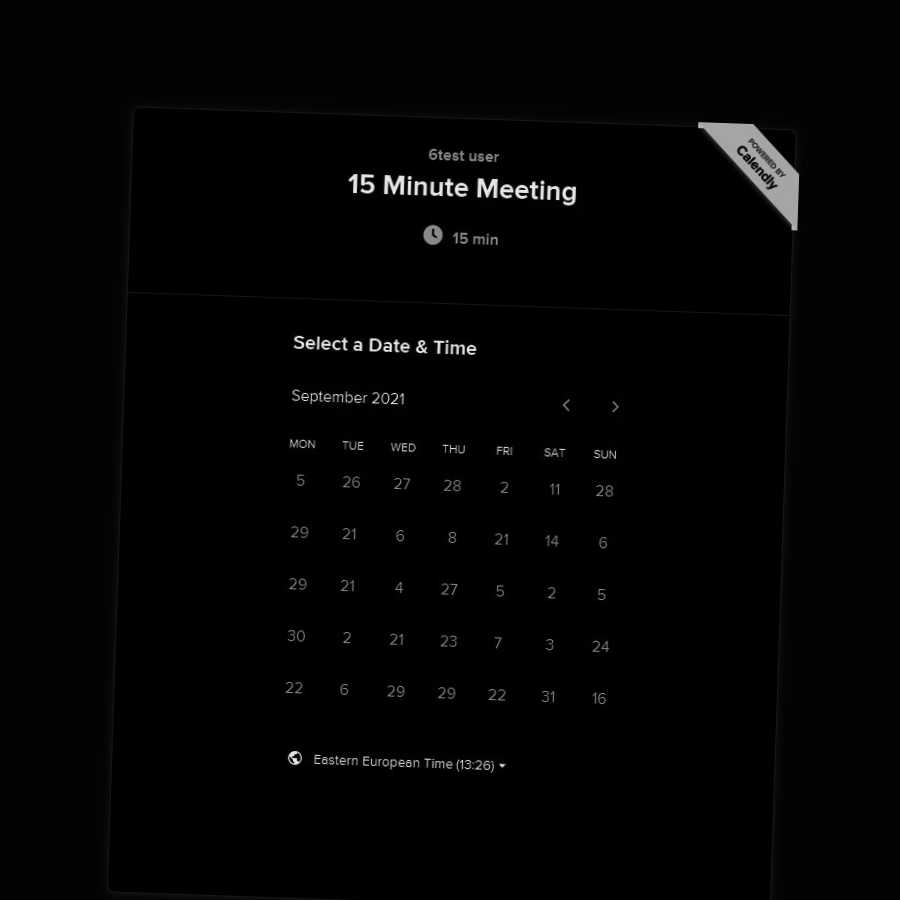 POWERED BY
Calendly
6test user
15 Minute Meeting
15 min
Select a Date & Time
September 2021
MON TUE WED THU FRI SAT SUN
5 26 27 28 2 11 28
29 21 6 8 21 14 6
29 21 4 27 5 2 5
30 2 21 23 7 3 24
22 6 29 29 22 31 16
Eastern European Time (13:26)